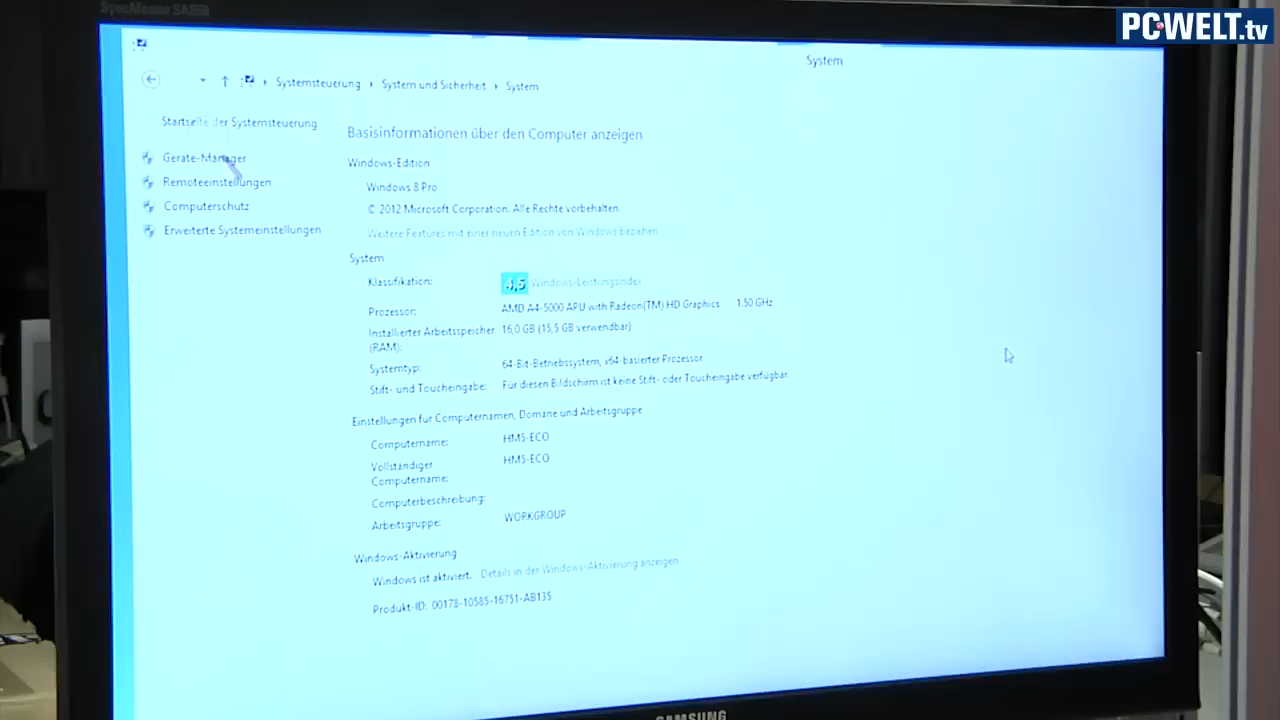 SyncMaster SA850
PCWELT.tv
System
Systemsteuerung › System und Sicherheit › System
Startseite der Systemsteuerung
Geräte-Manager
Remoteeinstellungen
Computerschutz
Erweiterte Systemeinstellungen
Basisinformationen über den Computer anzeigen
Windows-Edition
Windows 8 Pro
© 2012 Microsoft Corporation. Alle Rechte vorbehalten.
Weitere Features mit einer neuen Edition von Windows beziehen
System
Klassifikation: 4,5 Windows-Leistungsindex
Prozessor: AMD A4-5000 APU with Radeon(TM) HD Graphics 1.50 GHz
Installierter Arbeitsspeicher (RAM): 16,0 GB (15,5 GB verwendbar)
Systemtyp: 64-Bit-Betriebssystem, x64-basierter Prozessor
Stift- und Toucheingabe: Für diesen Bildschirm ist keine Stift- oder Toucheingabe verfügbar.
Einstellungen für Computernamen, Domäne und Arbeitsgruppe
Computername: HM5-ECO
Vollständiger Computername: HM5-ECO
Computerbeschreibung:
Arbeitsgruppe: WORKGROUP
Windows-Aktivierung
Windows ist aktiviert. Details in der Windows-Aktivierung anzeigen
Produkt-ID: 00178-10585-16751-AB135
SAMSUNG